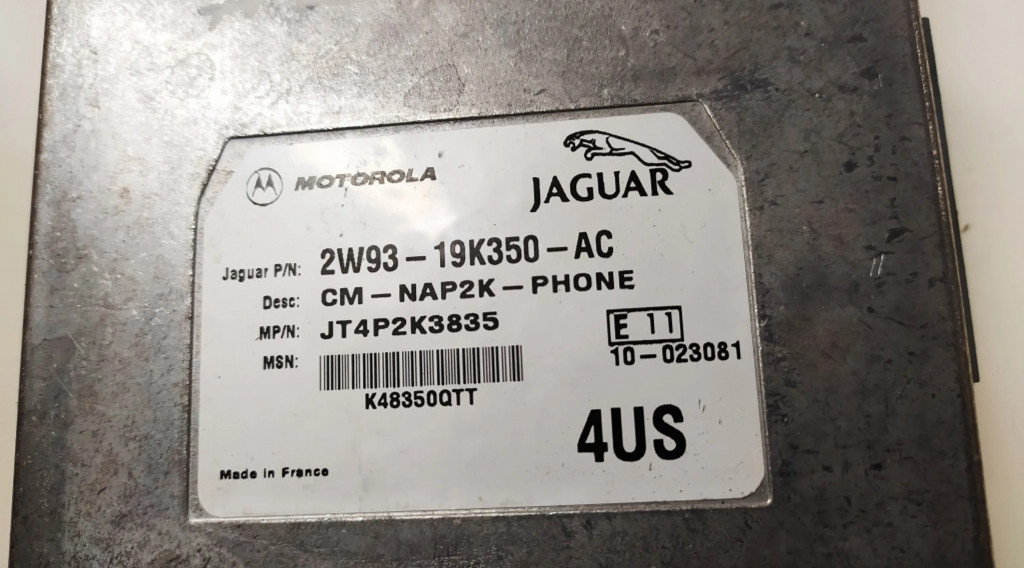 MOTOROLA
JAGUAR
Jaguar P/N: 2W93-19K350-AC
Desc: CM-NAP2K-PHONE
MP/N: JT4P2K3835
E 11
MSN:
10-023081
K48350QTT
4US
Made in France